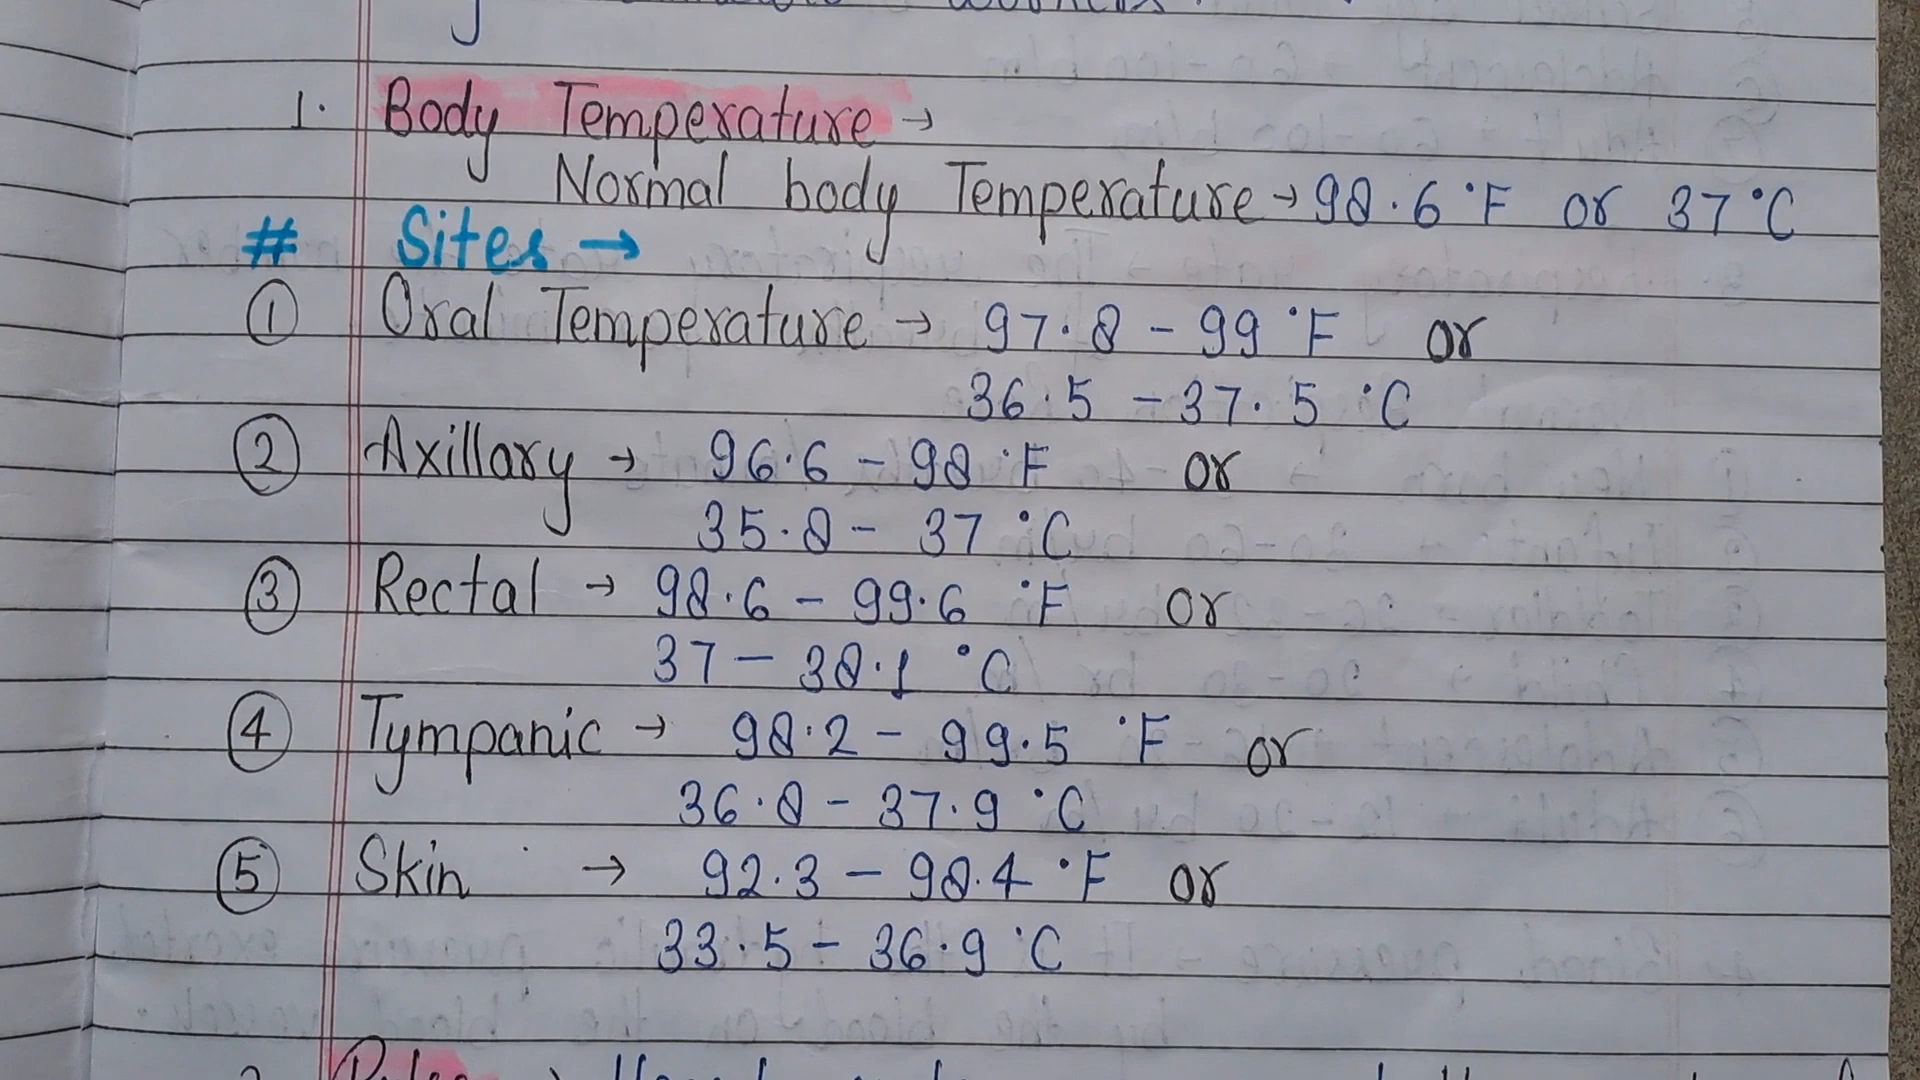 1. Body Temperature →
Normal body Temperature → 98.6 °F or 37 °C
# Sites →
① Oral Temperature → 97.8 - 99 °F or
36.5 - 37.5 °C
② Axillary → 96.6 - 98 °F or
35.8 - 37 °C
③ Rectal → 98.6 - 99.6 °F or
37 - 38.1 °C
④ Tympanic → 98.2 - 99.5 °F or
36.8 - 37.9 °C
⑤ Skin → 92.3 - 98.4 °F or
33.5 - 36.9 °C